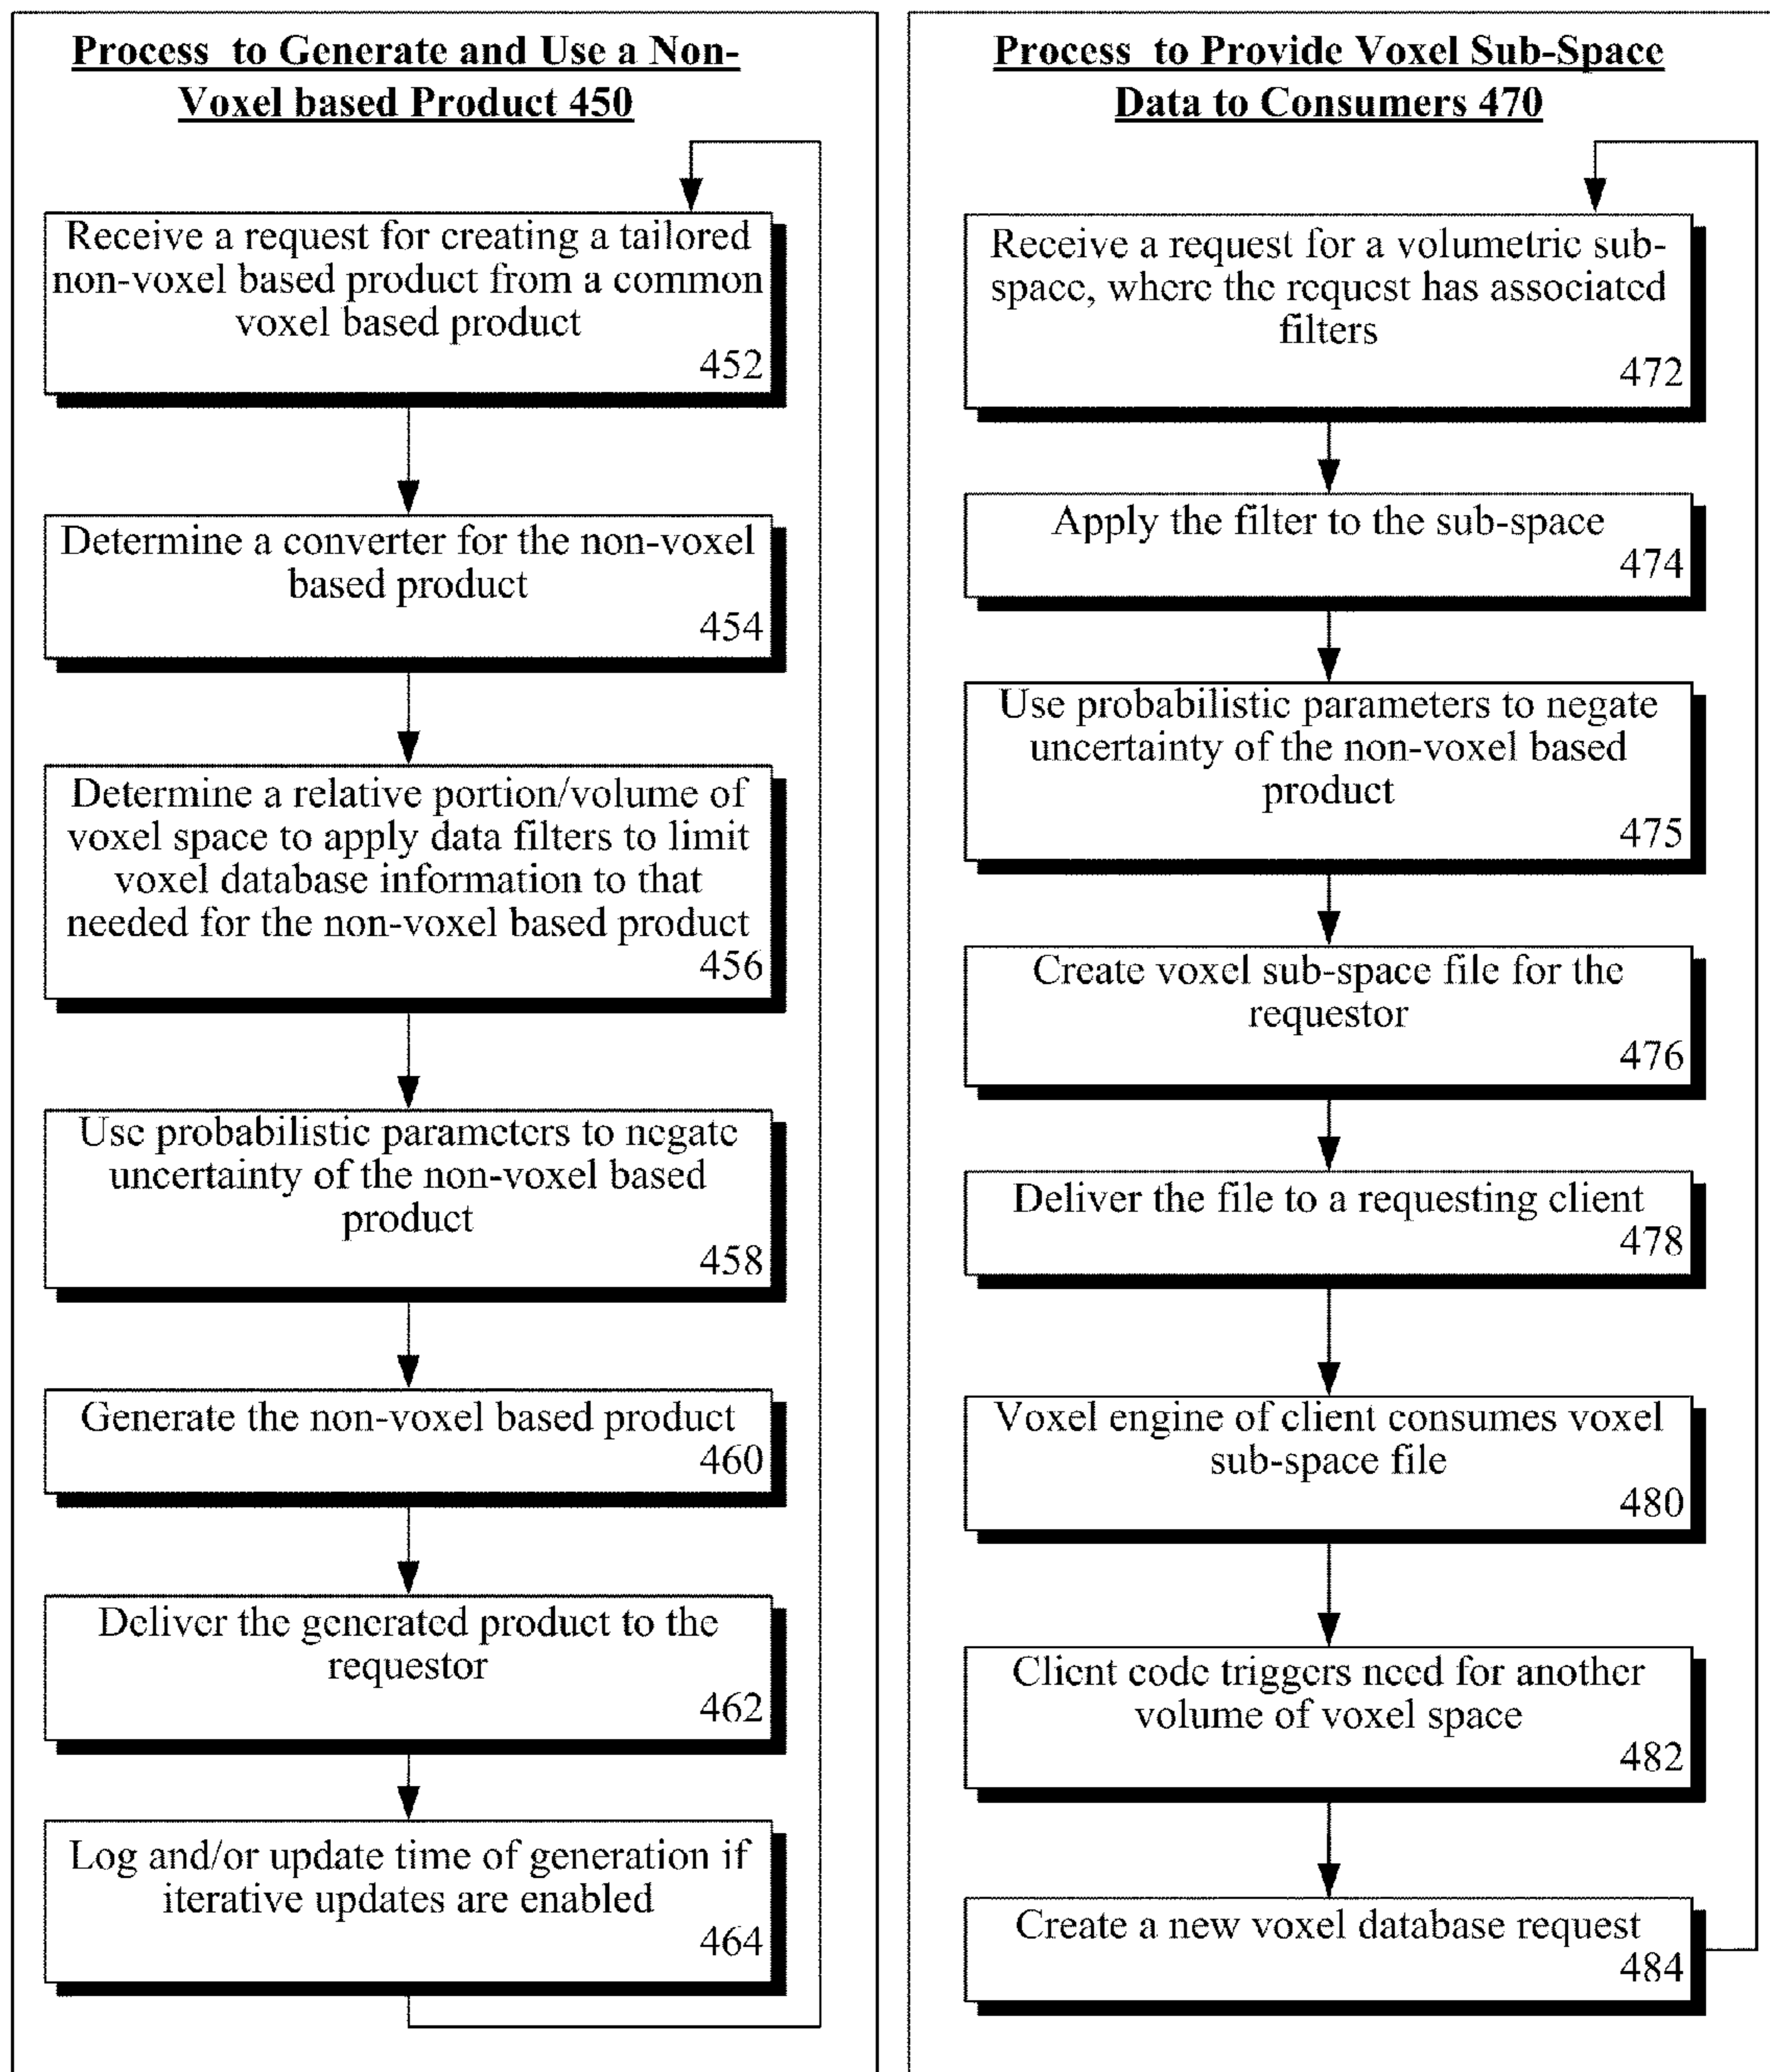 Process to Generate and Use a Non-
Voxel based Product 450
Receive a request for creating a tailored
non-voxel based product from a common
voxel based product
452
Determine a converter for the non-voxel
based product
454
Determine a relative portion/volume of
voxel space to apply data filters to limit
voxel database information to that
needed for the non-voxel based product
456
Use probabilistic parameters to negate
uncertainty of the non-voxel based
product
458
Generate the non-voxel based product
460
Deliver the generated product to the
requestor
462
Log and/or update time of generation if
iterative updates are enabled
464
Process to Provide Voxel Sub-Space
Data to Consumers 470
Receive a request for a volumetric sub-
space, where the request has associated
filters
472
Apply the filter to the sub-space
474
Use probabilistic parameters to negate
uncertainty of the non-voxel based
product
475
Create voxel sub-space file for the
requestor
476
Deliver the file to a requesting client
478
Voxel engine of client consumes voxel
sub-space file
480
Client code triggers need for another
volume of voxel space
482
Create a new voxel database request
484